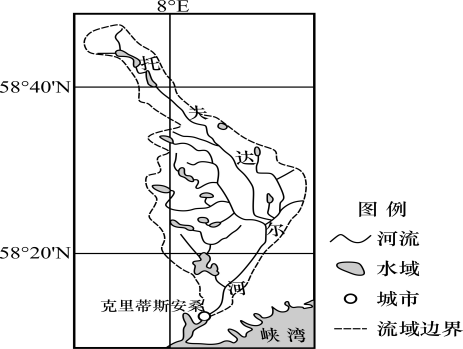 8°E
58°40'N
托夫达尔河
58°20'N
克里蒂斯安桑
峡湾
图例
河流
水域
城市
流域边界